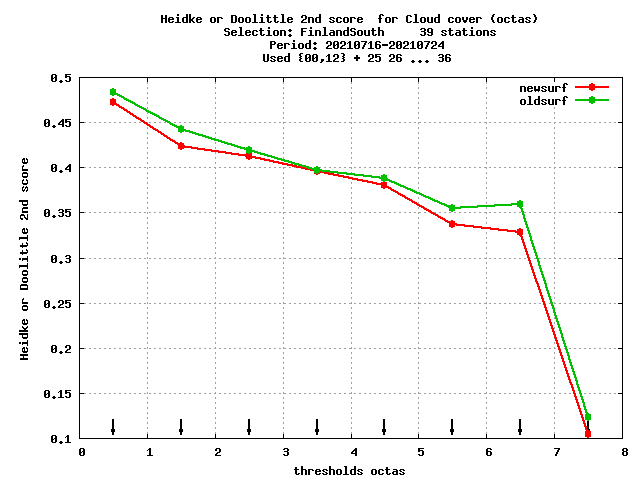 Heidke or Doolittle 2nd score  for Cloud cover (octas)
Selection: FinlandSouth     39 stations
Period: 20210716-20210724
Used {00,12} + 25 26 ... 36
newsurf
oldsurf
0.5
0.45
0.4
0.35
0.3
0.25
0.2
0.15
0.1
Heidke or Doolittle 2nd score
0 1 2 3 4 5 6 7 8
thresholds octas